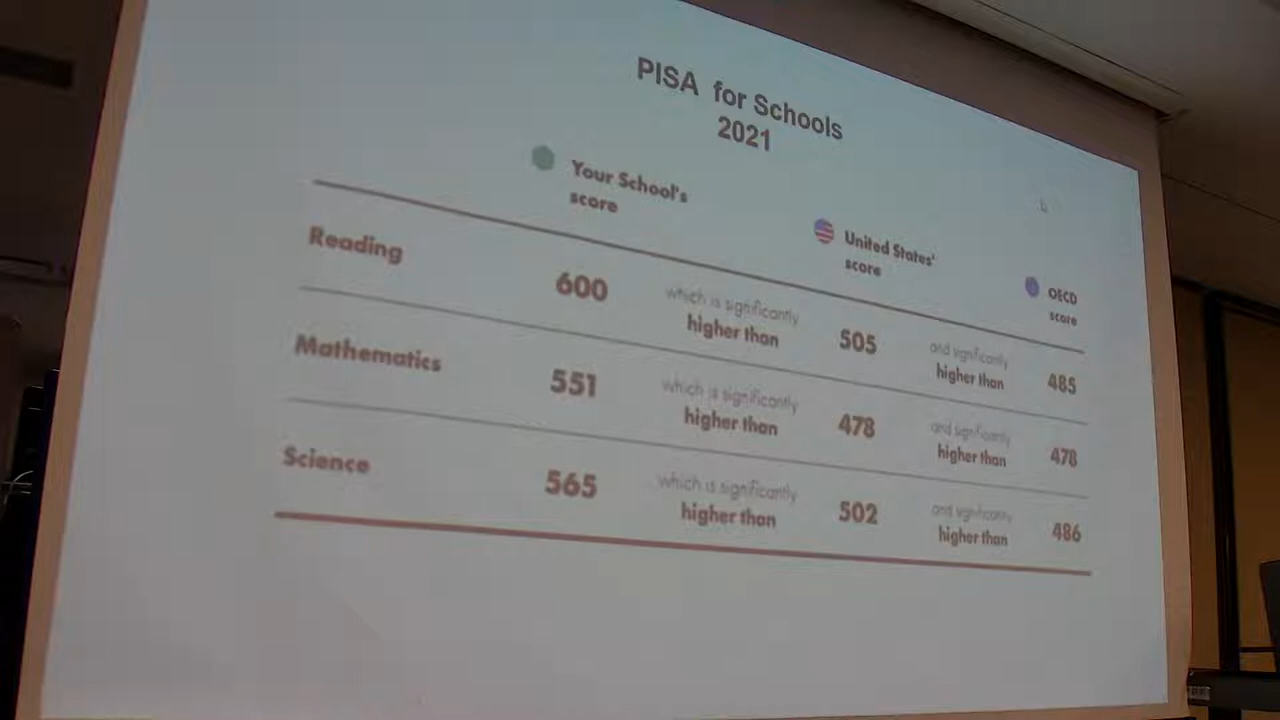 PISA for Schools
2021
Your School's
score
United States'
score
OECD
score
Reading
600
which is significantly
higher than
505
and significantly
higher than
485
Mathematics
551
which is significantly
higher than
478
and significantly
higher than
478
Science
565
which is significantly
higher than
502
and significantly
higher than
486